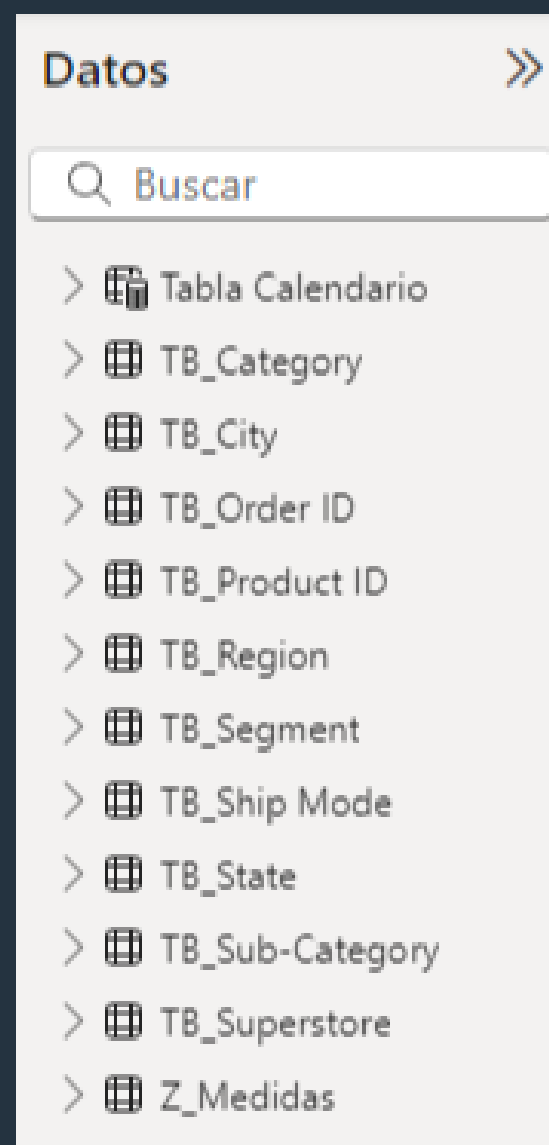 Datos
Buscar
Tabla Calendario
TB_Category
TB_City
TB_Order ID
TB_Product ID
TB_Region
TB_Segment
TB_Ship Mode
TB_State
TB_Sub-Category
TB_Superstore
Z_Medidas